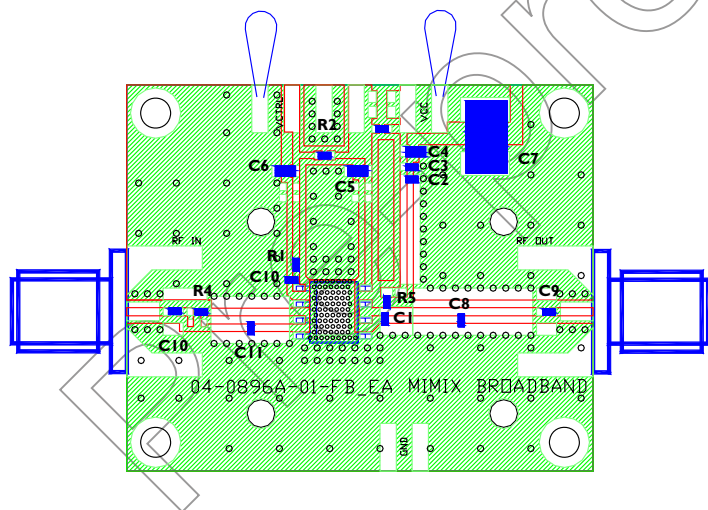 VCTRL
R2
VCC
C4
C3
C2
C7
C6
C5
RF IN
RF OUT
R1
C10
R4
R5
C8
C9
C1
C10
C11
04-0896A-01-FB_EA MIMIX BROADBAND
GND